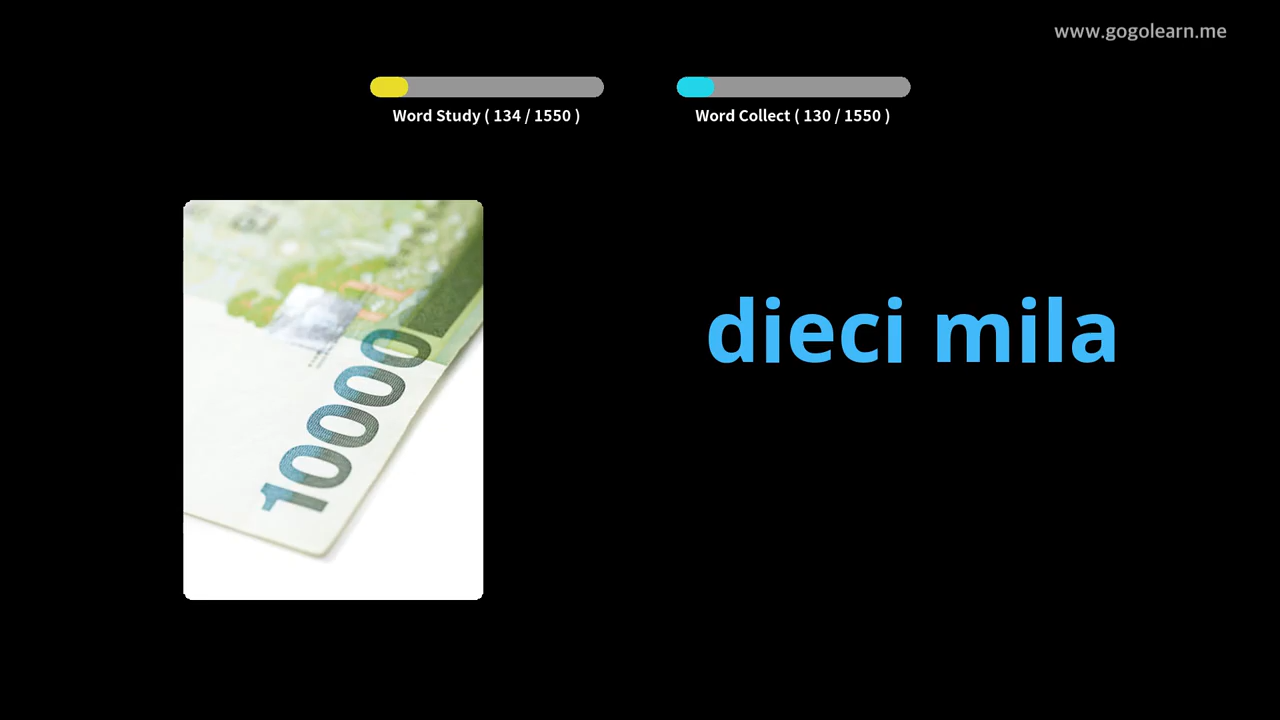 www.gogolearn.me
Word Study ( 134 / 1550 )
Word Collect ( 130 / 1550 )
10000
dieci mila